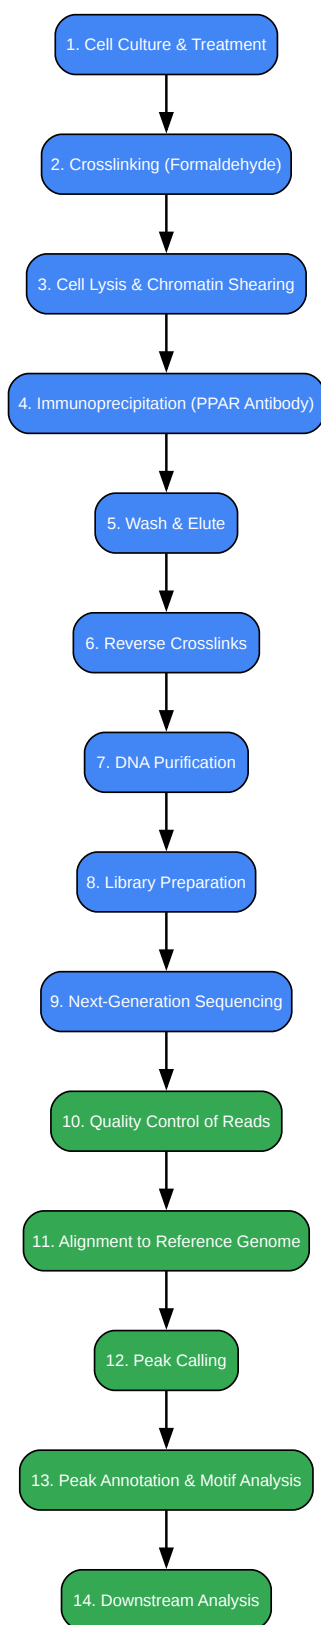 1. Cell Culture & Treatment
2. Crosslinking (Formaldehyde)
3. Cell Lysis & Chromatin Shearing
4. Immunoprecipitation (PPAR Antibody)
5. Wash & Elute
6. Reverse Crosslinks
7. DNA Purification
8. Library Preparation
9. Next-Generation Sequencing
10. Quality Control of Reads
11. Alignment to Reference Genome
12. Peak Calling
13. Peak Annotation & Motif Analysis
14. Downstream Analysis